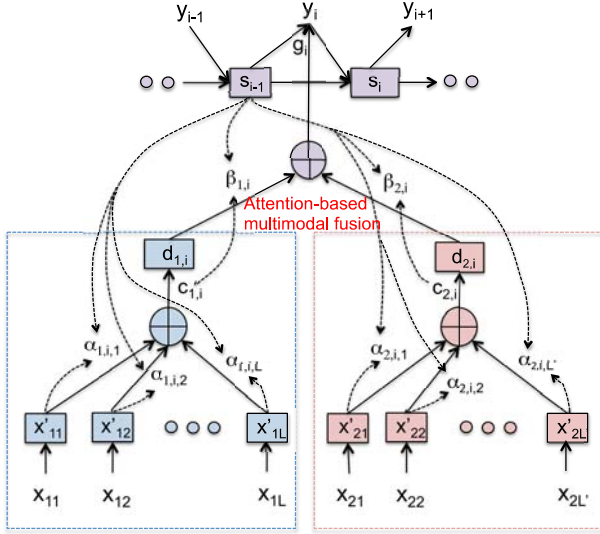 y_{i-1} y_i y_{i+1}
g_i
s_{i-1} s_i
β_{1,i} β_{2,i}
Attention-based
multimodal fusion
d_{1,i} d_{2,i}
c_{1,i} c_{2,i}
α_{1,i,1} α_{1,i,2} α_{1,i,L} α_{2,i,1} α_{2,i,2} α_{2,i,L'}
x'_{11} x'_{12} x'_{1L} x'_{21} x'_{22} x'_{2L}
x_{11} x_{12} x_{1L} x_{21} x_{22} x_{2L'}